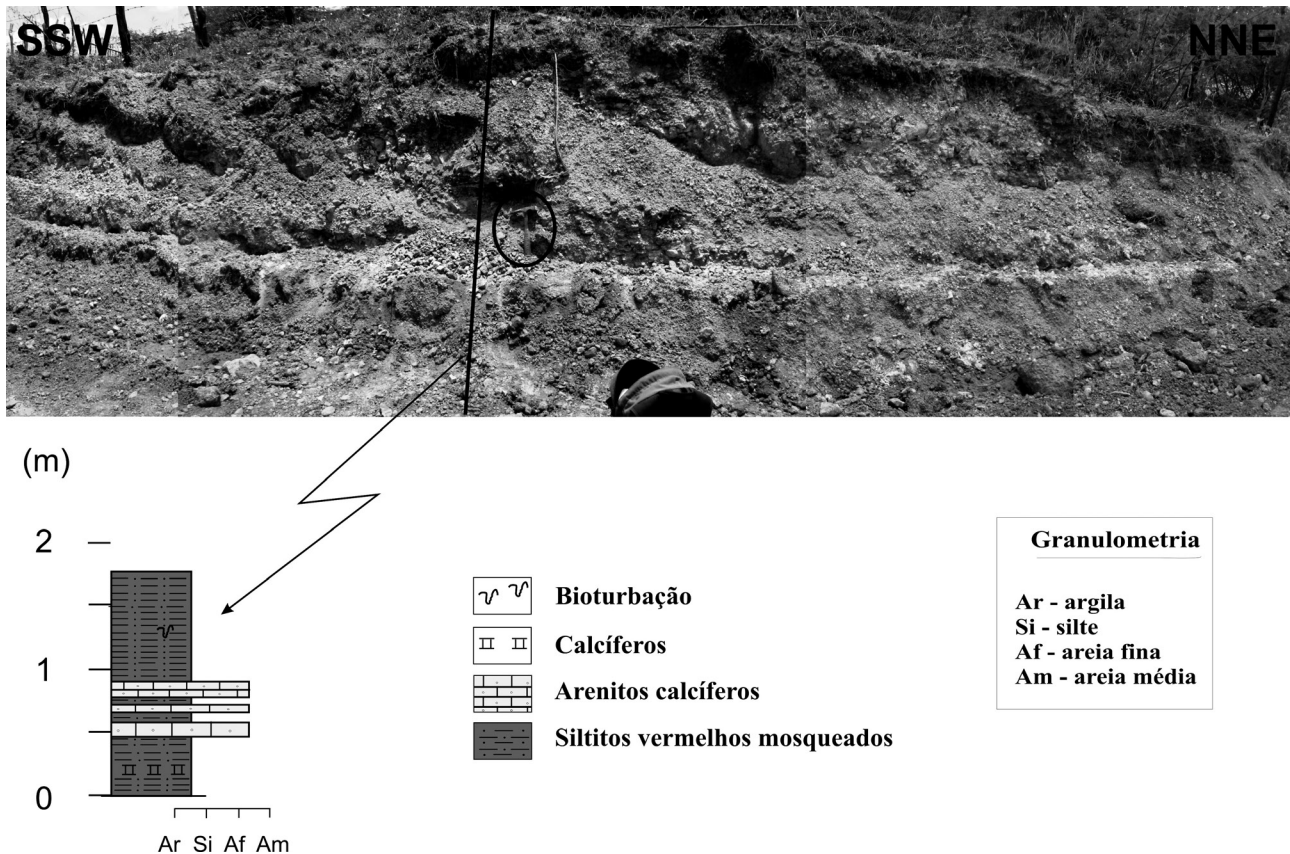 SSW
NNE
(m)
2
1
0
Ar Si Af Am
Bioturbação
Calcíferos
Arenitos calcíferos
Siltitos vermelhos mosqueados
Granulometria
Ar - argila
Si - silte
Af - areia fina
Am - areia média